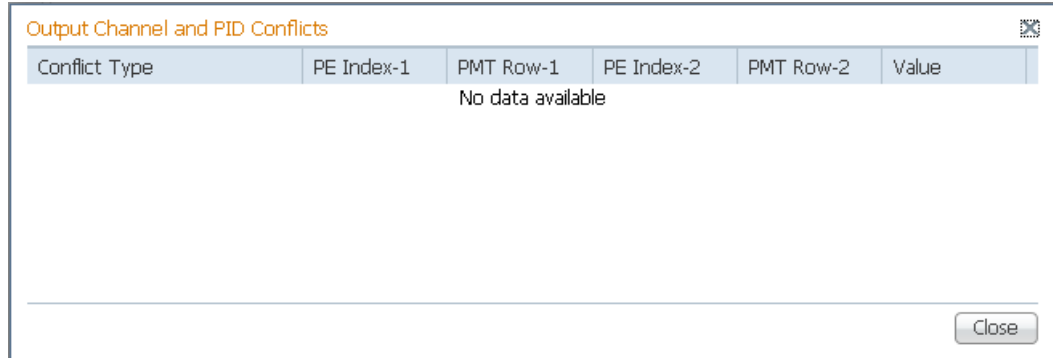 Output Channel and PID Conflicts
Conflict Type PE Index-1 PMT Row-1 PE Index-2 PMT Row-2 Value
No data available
Close